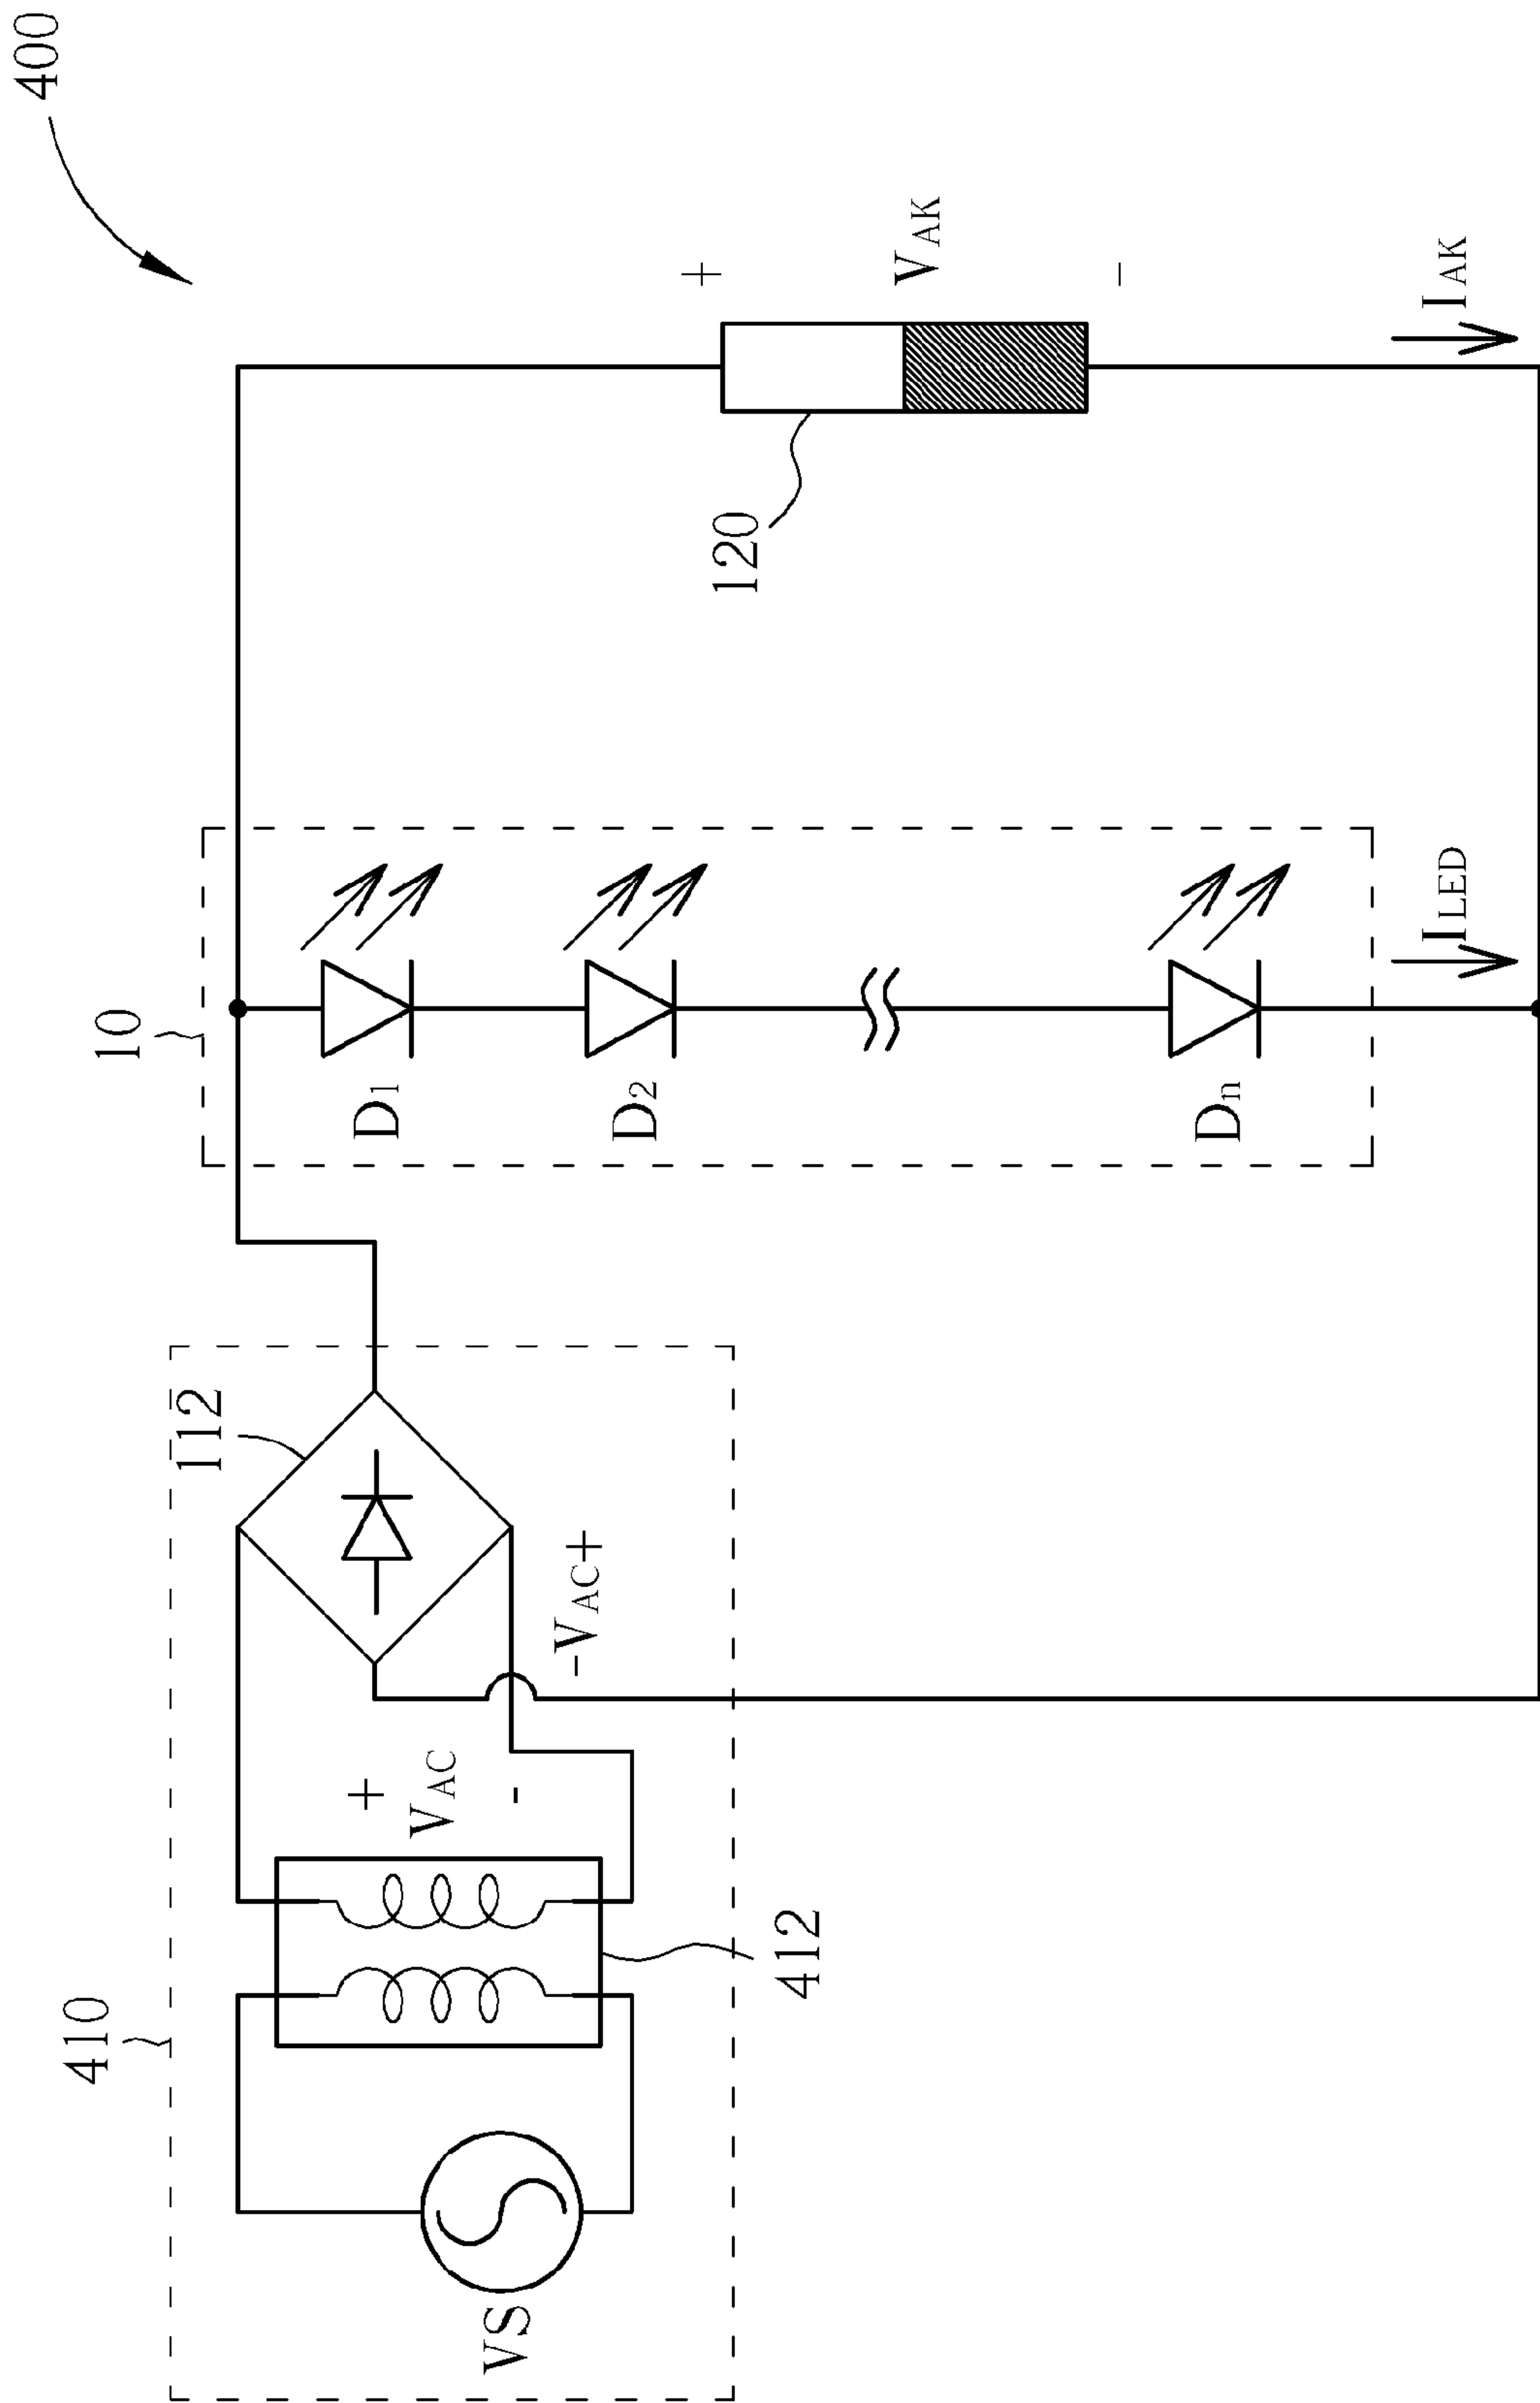 400
410
112
10
+
VAC
-
-VAC+
VS
412
D1
D2
Dn
120
+
VAK
-
ILED
IAK